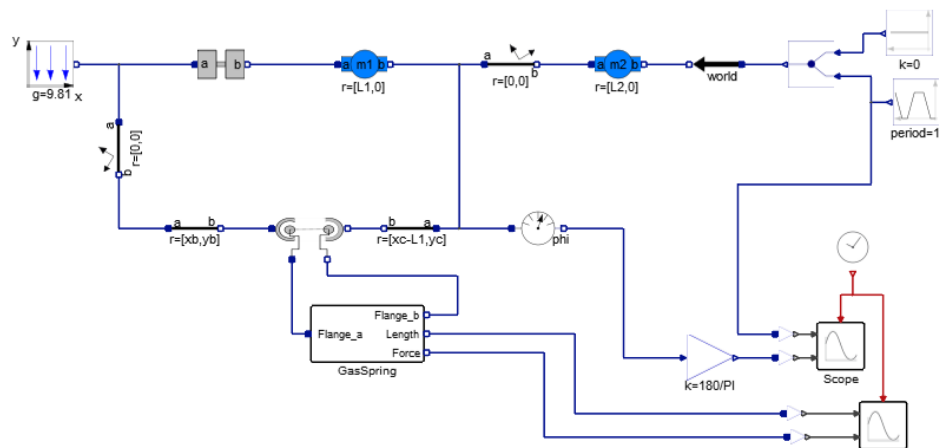 y
g=9.81 x
a b
a m1 b
r=[L1,0]
a
b
r=[0,0]
a m2 b
r=[L2,0]
world
k=0
period=1
a
b
r=[0,0]
a b
r=[xb,yb]
b a
r=[xc-L1,yc]
phi
Flange_b
Flange_a Length
Force
GasSpring
k=180/PI
Scope